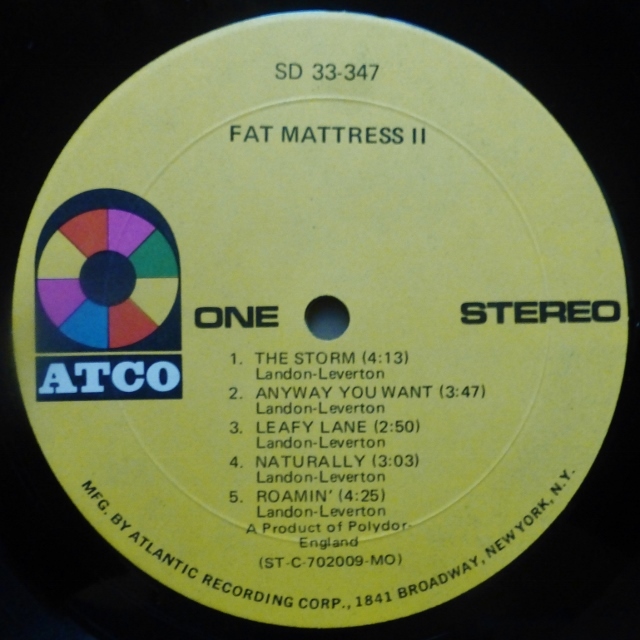 SD 33-347
FAT MATTRESS II
ATCO
ONE
STEREO
1. THE STORM (4:13)
Landon-Leverton
2. ANYWAY YOU WANT (3:47)
Landon-Leverton
3. LEAFY LANE (2:50)
Landon-Leverton
4. NATURALLY (3:03)
Landon-Leverton
5. ROAMIN' (4:25)
Landon-Leverton
A Product of Polydor-
England
(ST-C-702009-MO)
MFG. BY ATLANTIC RECORDING CORP., 1841 BROADWAY, NEW YORK, N.Y.